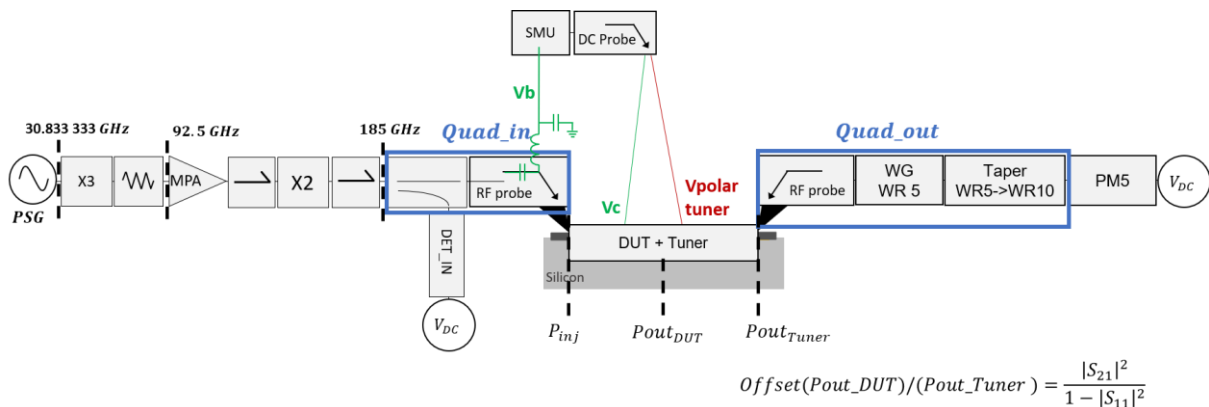 SMU
DC Probe
Vb
30.833 333 GHz
92.5 GHz
185 GHz
Quad_in
Quad_out
X3
MPA
X2
RF probe
RF probe
WG
WR 5
Taper
WR5->WR10
PM5
V_DC
PSG
Vc
Vpolar
tuner
DET_IN
DUT + Tuner
Silicon
V_DC
P_inj
Pout_DUT
Pout_Tuner
Offset(Pout_DUT)/(Pout_Tuner ) = |S_21|^2 / 1 − |S_11|^2